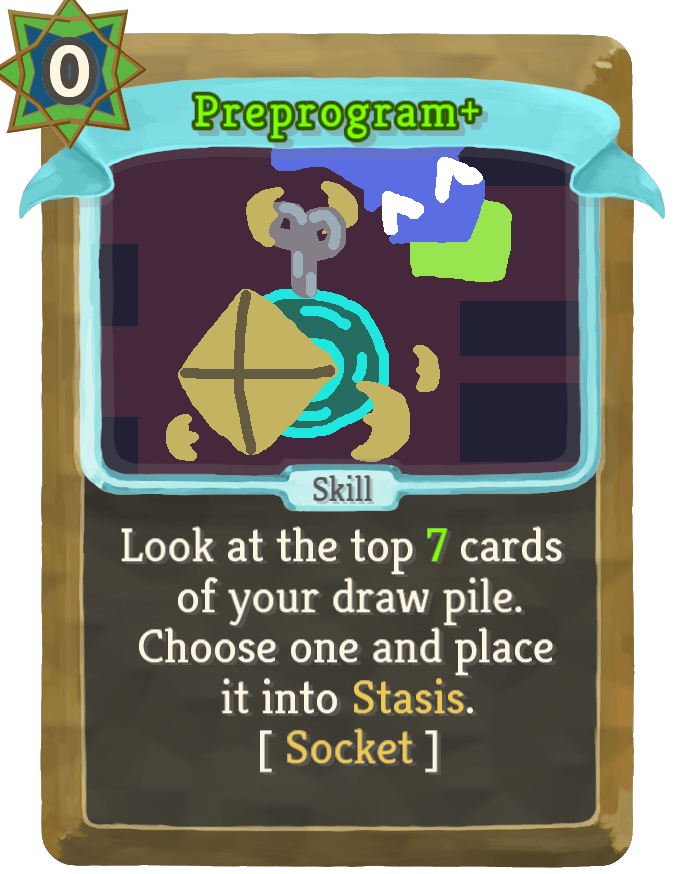 0
Preprogram+
Skill
Look at the top 7 cards
of your draw pile.
Choose one and place
it into Stasis.
[ Socket ]